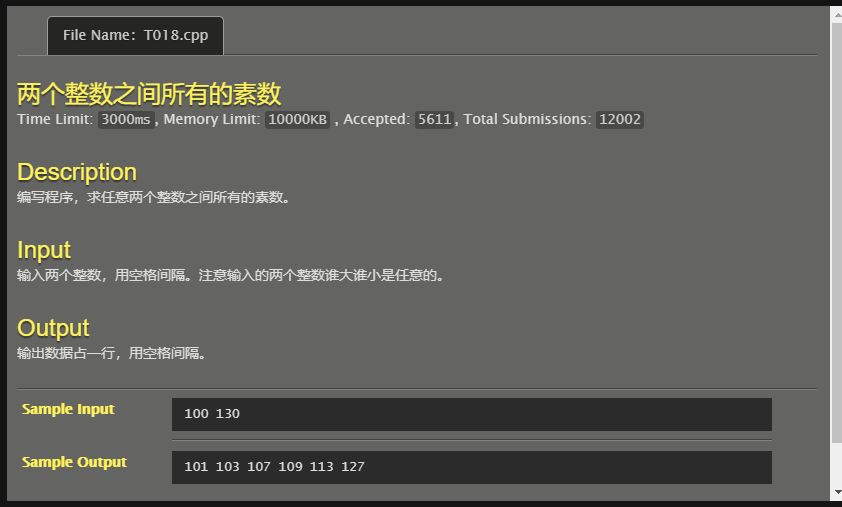 File Name: T018.cpp
两个整数之间所有的素数
Time Limit: 3000ms, Memory Limit: 10000KB , Accepted: 5611, Total Submissions: 12002
Description
编写程序，求任意两个整数之间所有的素数。
Input
输入两个整数，用空格间隔。注意输入的两个整数谁大谁小是任意的。
Output
输出数据占一行，用空格间隔。
Sample Input
100 130
Sample Output
101 103 107 109 113 127